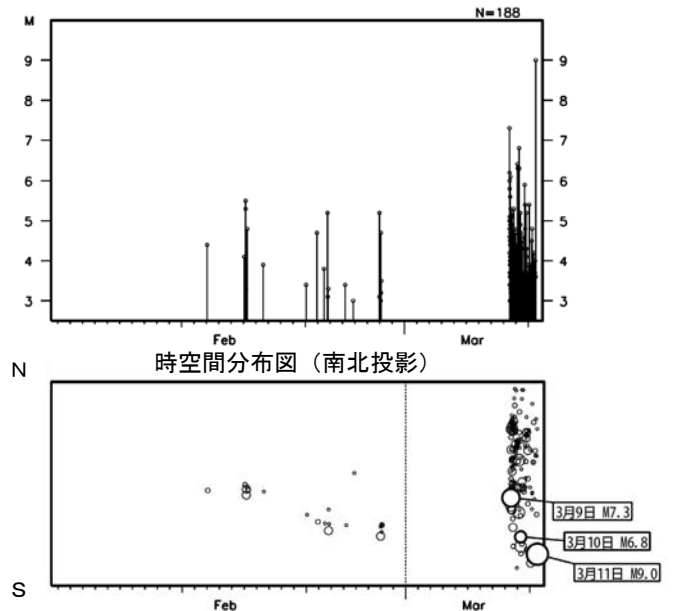 M N=188
9 9
8 8
7 7
6 6
5 5
4 4
3 3
Feb Mar
時空間分布図（南北投影）
N
3月9日 M7.3
3月10日 M6.8
3月11日 M9.0
S
Feb Mar